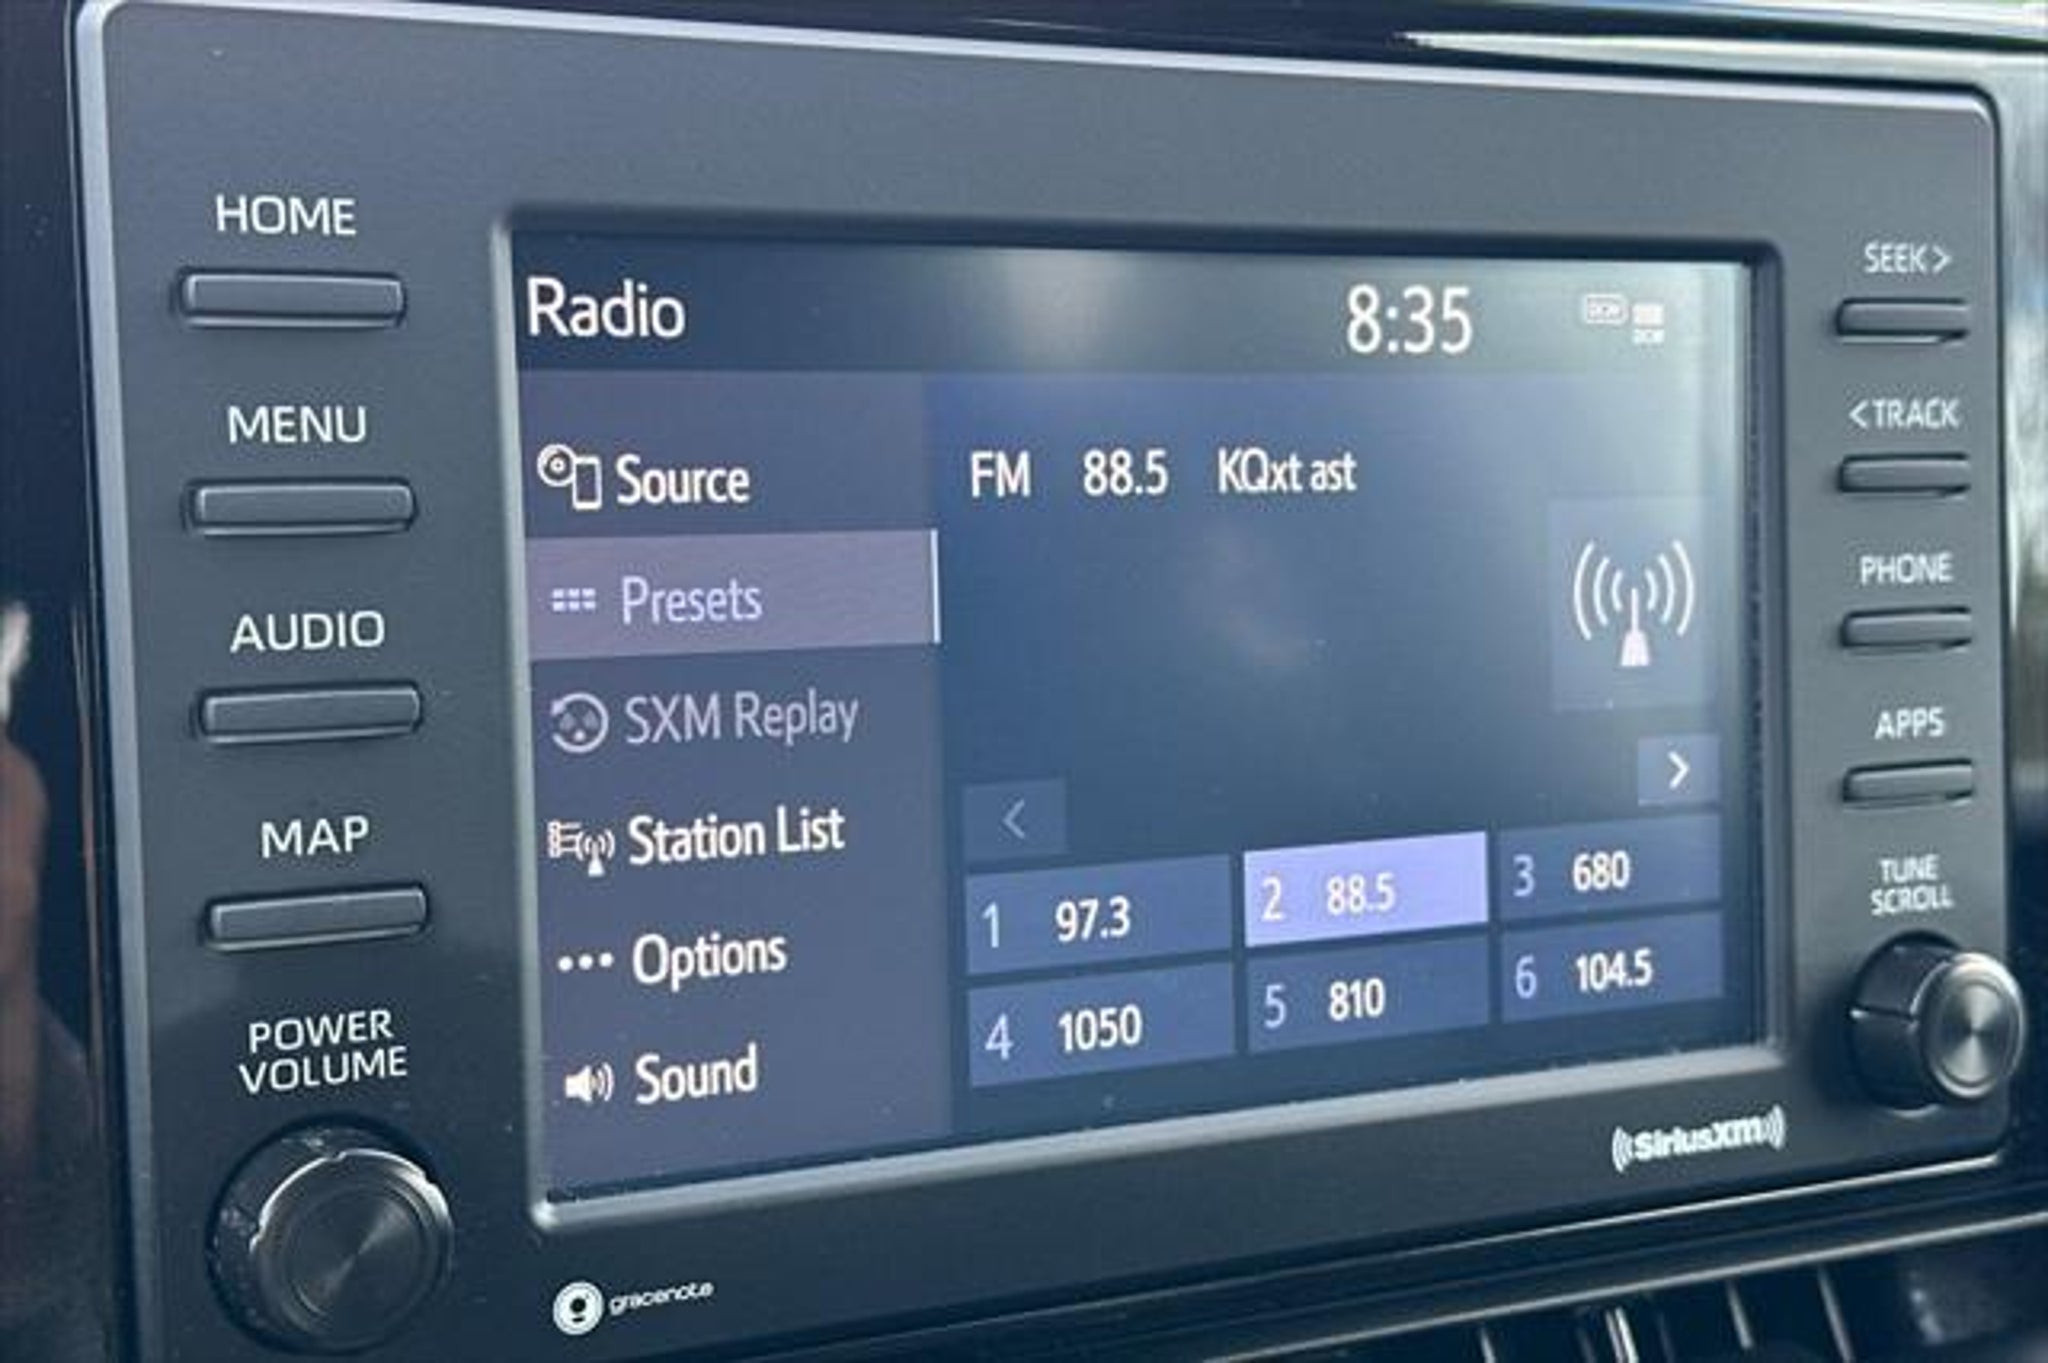 HOME
MENU
AUDIO
MAP
POWER
VOLUME
Radio
8:35
DCM
DCM
Source
Presets
SXM Replay
Station List
Options
Sound
FM 88.5 KQxt ast
<
>
1 97.3
2 88.5
3 680
4 1050
5 810
6 104.5
SEEK >
< TRACK
PHONE
APPS
TUNE
SCROLL
gracenote
SiriusXM